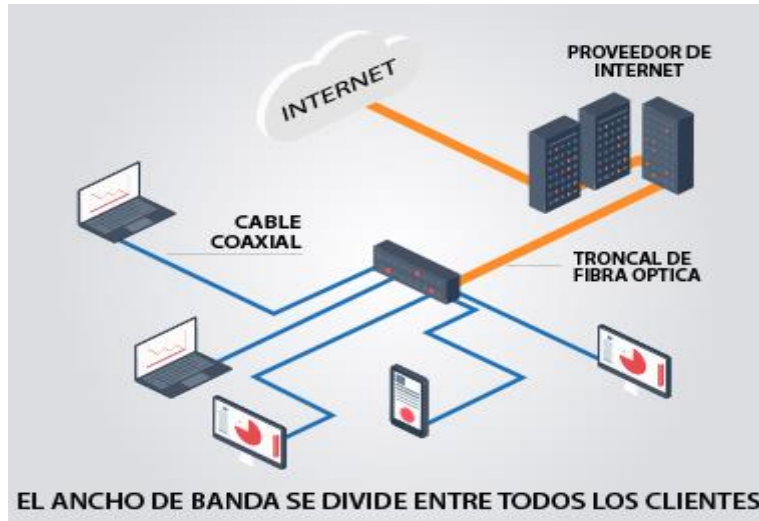 INTERNET
PROVEEDOR DE
INTERNET
CABLE
COAXIAL
TRONCAL DE
FIBRA OPTICA
EL ANCHO DE BANDA SE DIVIDE ENTRE TODOS LOS CLIENTES